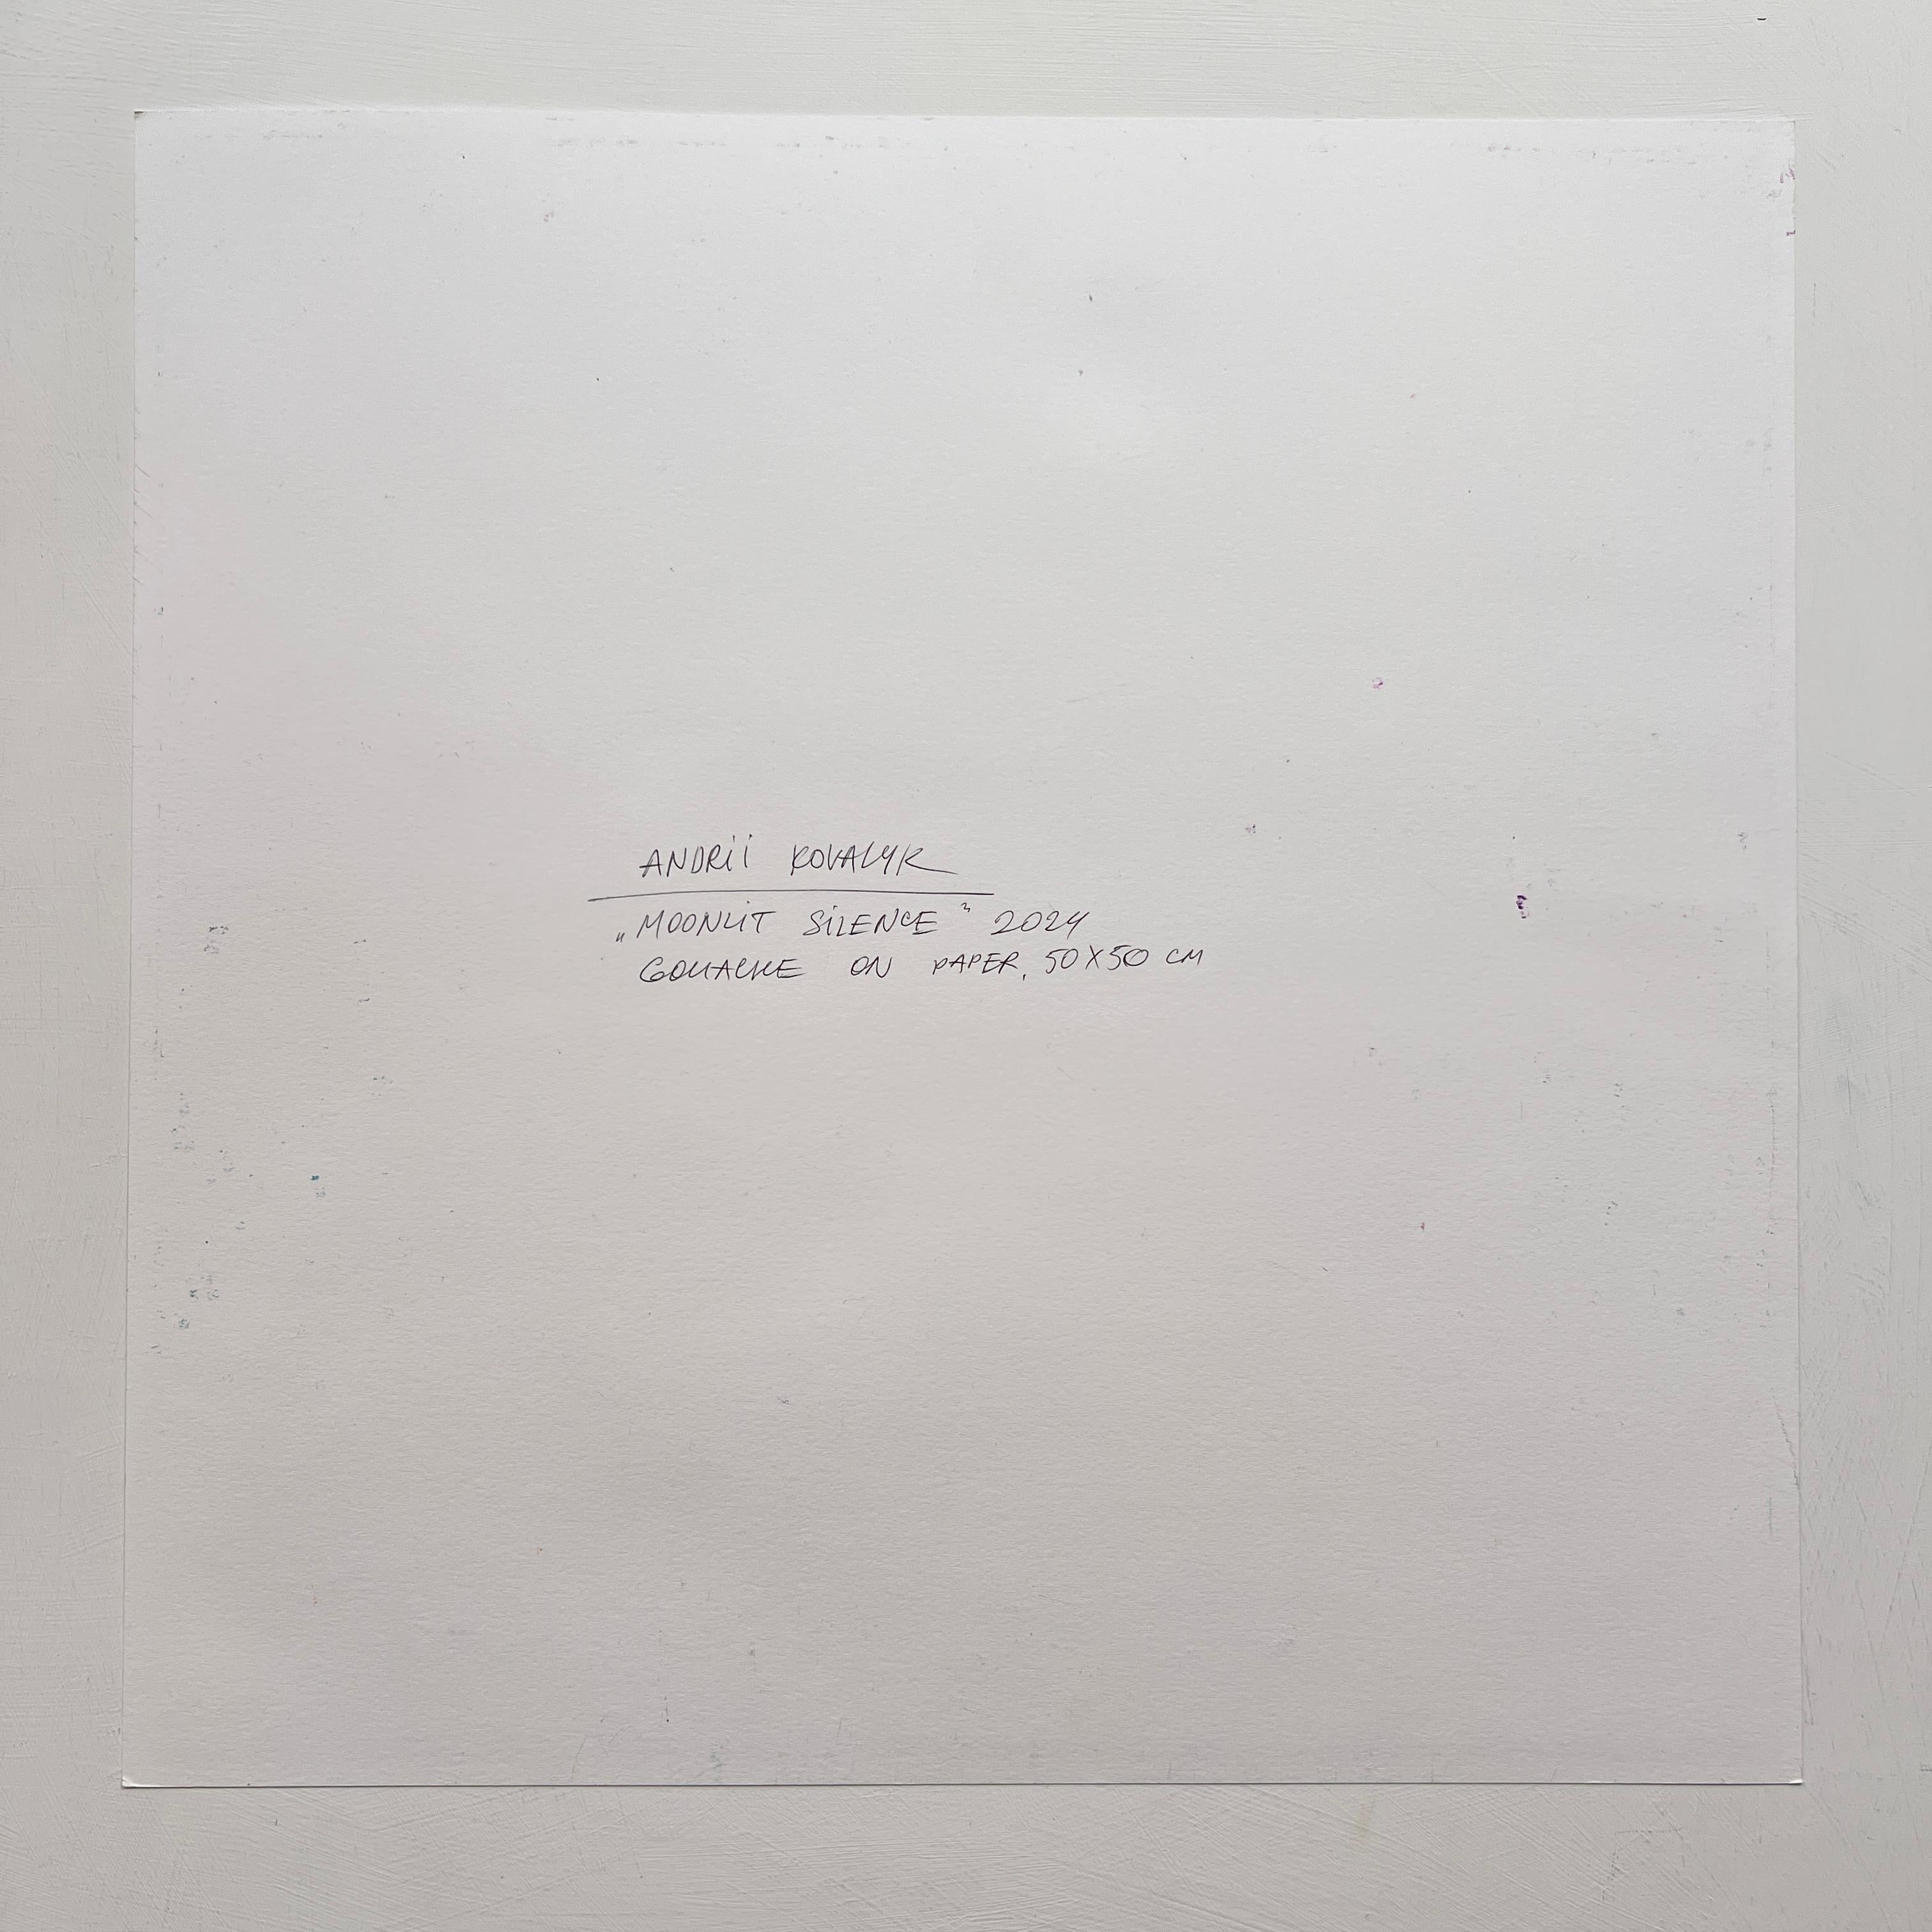 ANDRii KOVALYK
„MOONLiT SiLENCE” 2024
GOUACHE ON PAPER, 50X50 CM